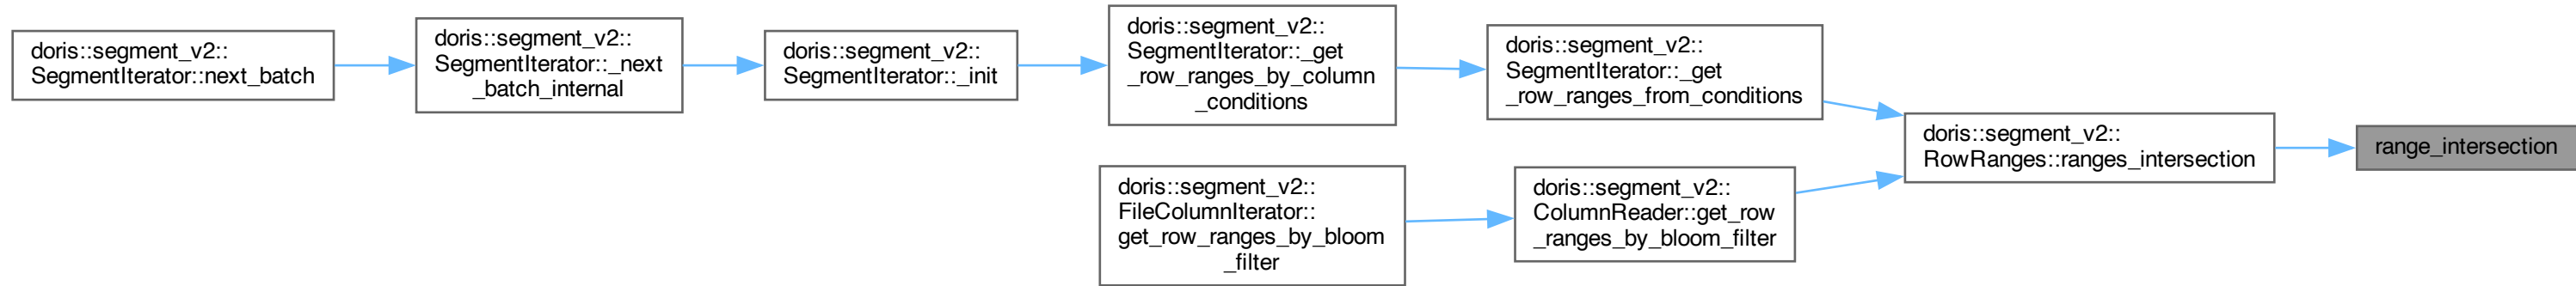 doris::segment_v2::
SegmentIterator::next_batch
doris::segment_v2::
SegmentIterator::_next
_batch_internal
doris::segment_v2::
SegmentIterator::_init
doris::segment_v2::
SegmentIterator::_get
_row_ranges_by_column
_conditions
doris::segment_v2::
SegmentIterator::_get
_row_ranges_from_conditions
doris::segment_v2::
FileColumnIterator::
get_row_ranges_by_bloom
_filter
doris::segment_v2::
ColumnReader::get_row
_ranges_by_bloom_filter
doris::segment_v2::
RowRanges::ranges_intersection
range_intersection